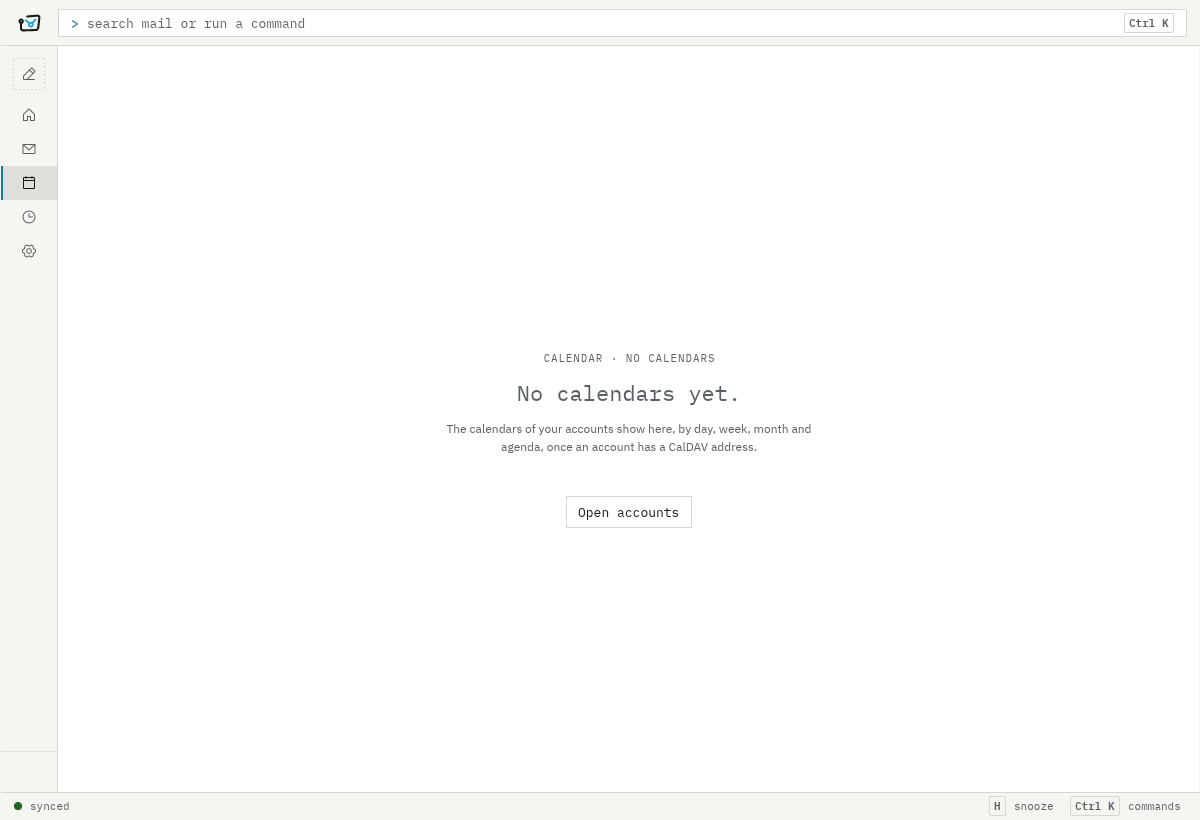 > search mail or run a command
Ctrl K
CALENDAR · NO CALENDARS
No calendars yet.
The calendars of your accounts show here, by day, week, month and
agenda, once an account has a CalDAV address.
Open accounts
synced
H snooze Ctrl K commands